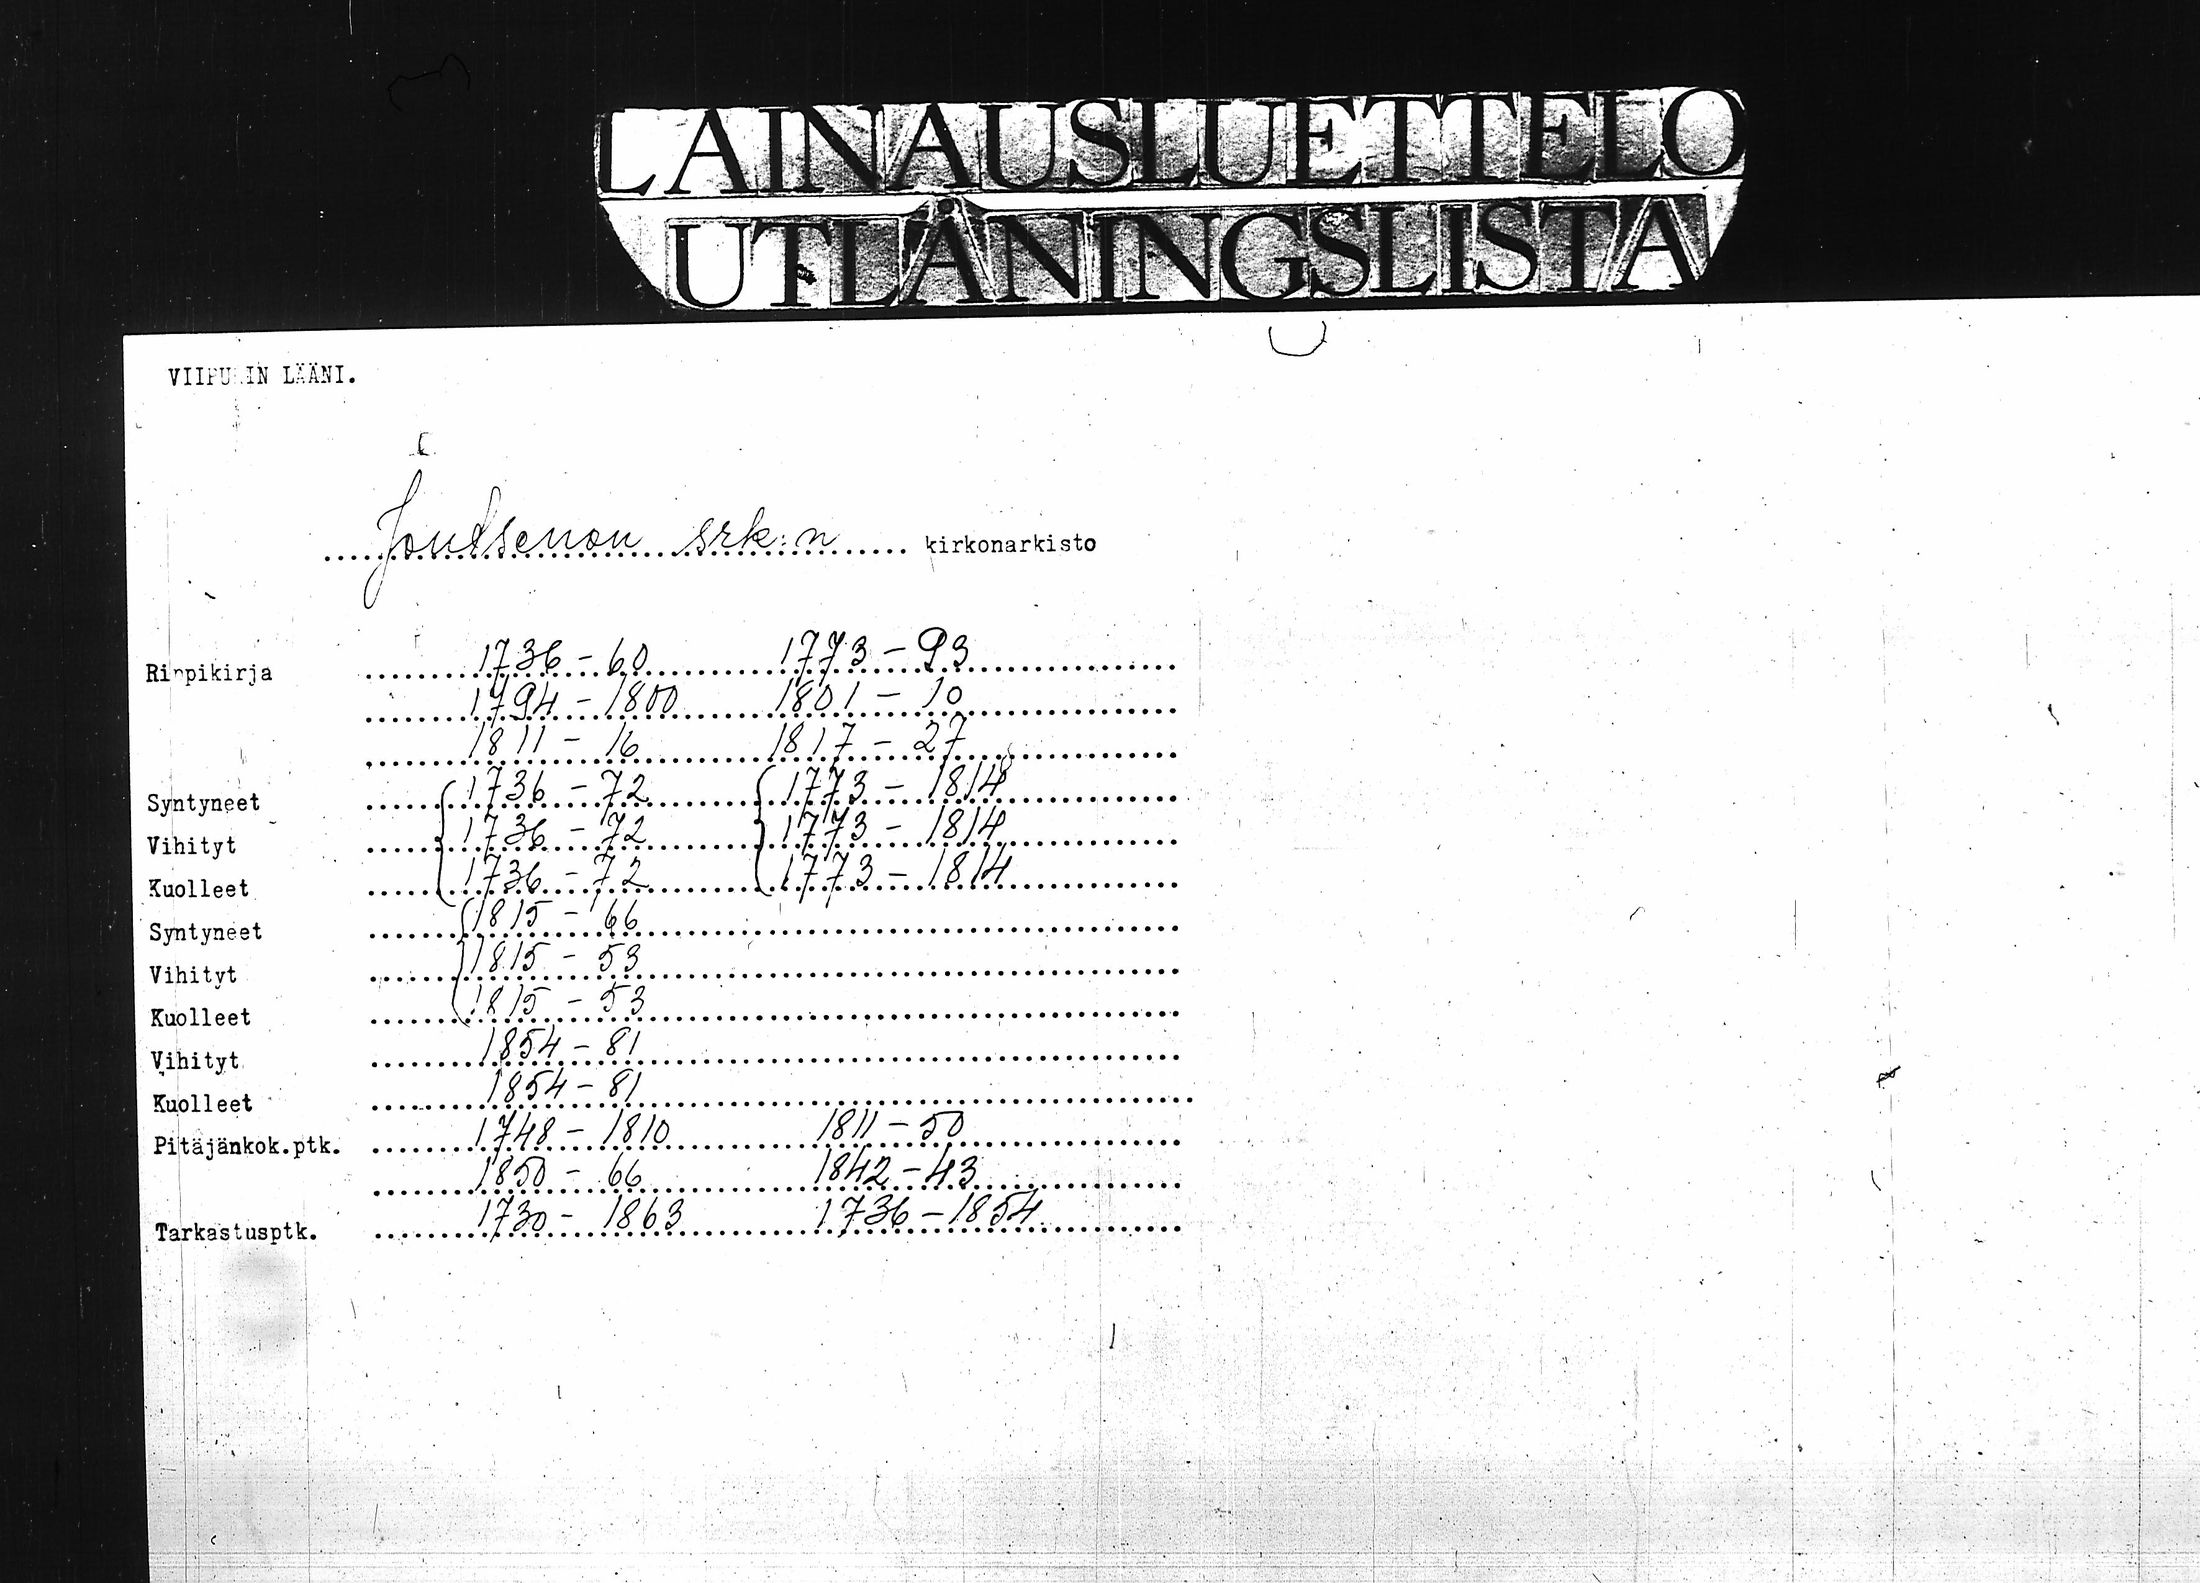 LAINAUSLUETTELO
UTLÅNINGSLISTA
VIIPURIN LÄÄNI.
Joutsenon srk:n kirkonarkisto
Rippikirja 1736-60 1773-93
1794-1800 1801-10
1811-16 1817-27
Syntyneet 1736-72 1773-1814
Vihityt 1736-72 1773-1814
Kuolleet 1736-72 1773-1814
Syntyneet 1815-66
Vihityt 1815-53
Kuolleet 1815-53
Vihityt 1854-81
Kuolleet 1854-81
Pitäjänkok.ptk. 1748-1810 1811-50
1850-66 1842-43
Tarkastusptk. 1730-1863 1736-1854